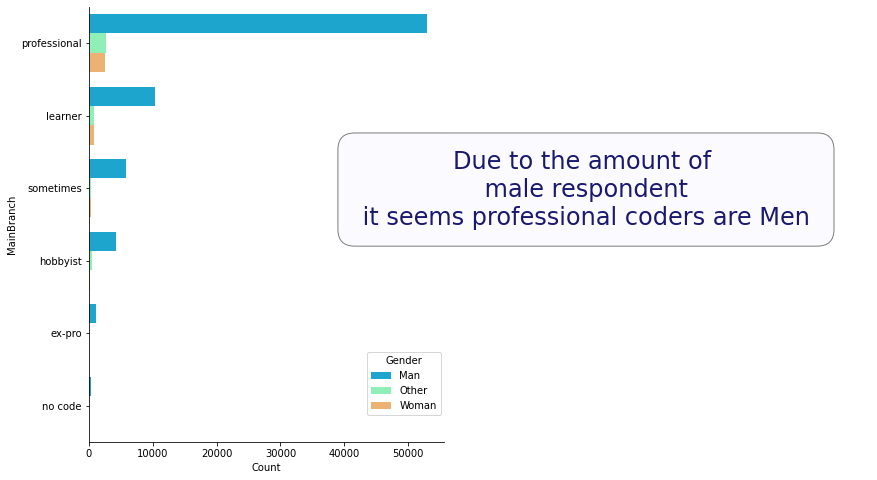 professional
learner
sometimes
hobbyist
ex-pro
no code
MainBranch
Due to the amount of
male respondent
it seems professional coders are Men
Gender
Man
Other
Woman
0 10000 20000 30000 40000 50000
Count